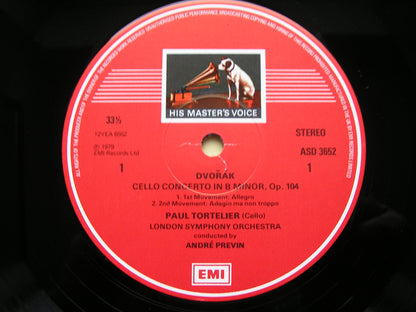 HIS MASTER'S VOICE
33⅓
12YEA 6562
℗ 1979
EMI Records Ltd
STEREO
ASD 3652
1
1
DVOŘÁK
CELLO CONCERTO IN B MINOR, Op. 104
1. 1st Movement: Allegro
2. 2nd Movement: Adagio ma non troppo
PAUL TORTELIER (Cello)
LONDON SYMPHONY ORCHESTRA
conducted by
ANDRÉ PREVIN
EMI